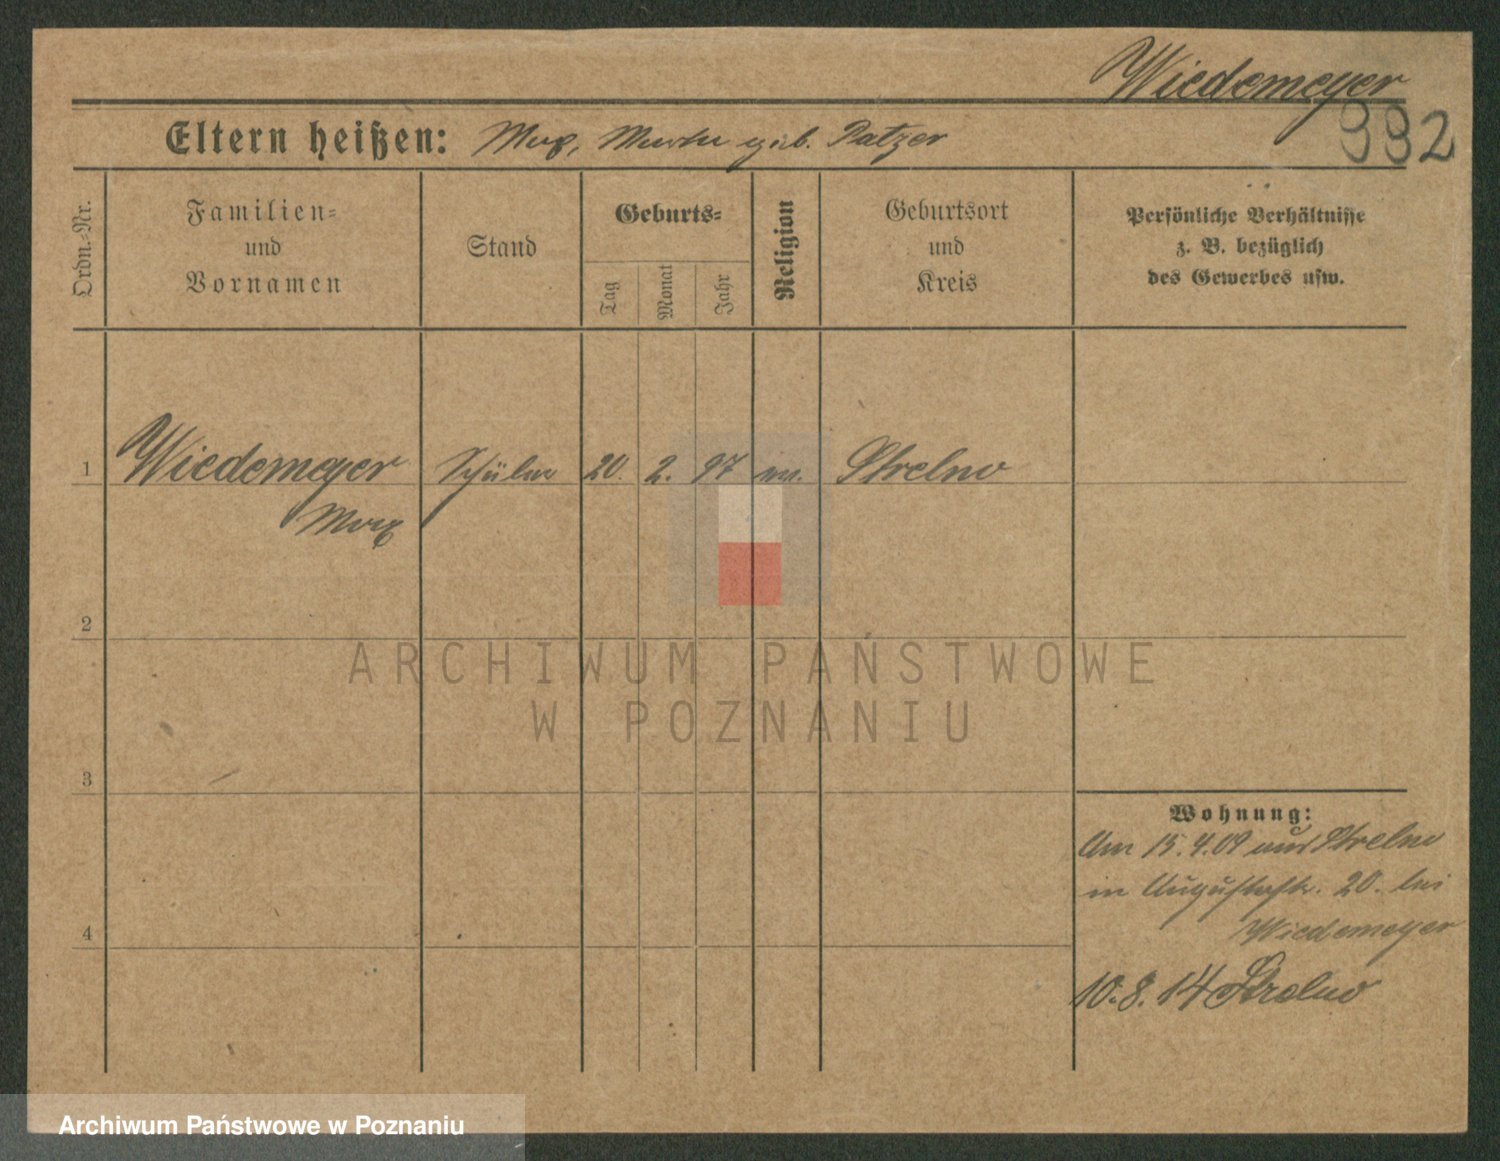 Wiedemeyer
992
Eltern heißen: Max, Martha geb. Patzer
Ordn.-Nr.
Familien-
und
Vornamen
Stand
Geburts-
Tag
Monat
Jahr
Religion
Geburtsort
und
Kreis
Persönliche Verhältnisse
z. B. bezüglich
des Gewerbes usw.
1 Wiedemeyer Schüler 20. 2. 97 ev. Strelno
Max
2
ARCHIWUM PAŃSTWOWE
W POZNANIU
3
Wohnung:
Am 15.4.09 aus Strelno
in Augustastr. 20. bei
Wiedemeyer
4
10.8.14 Strelno
Archiwum Państwowe w Poznaniu